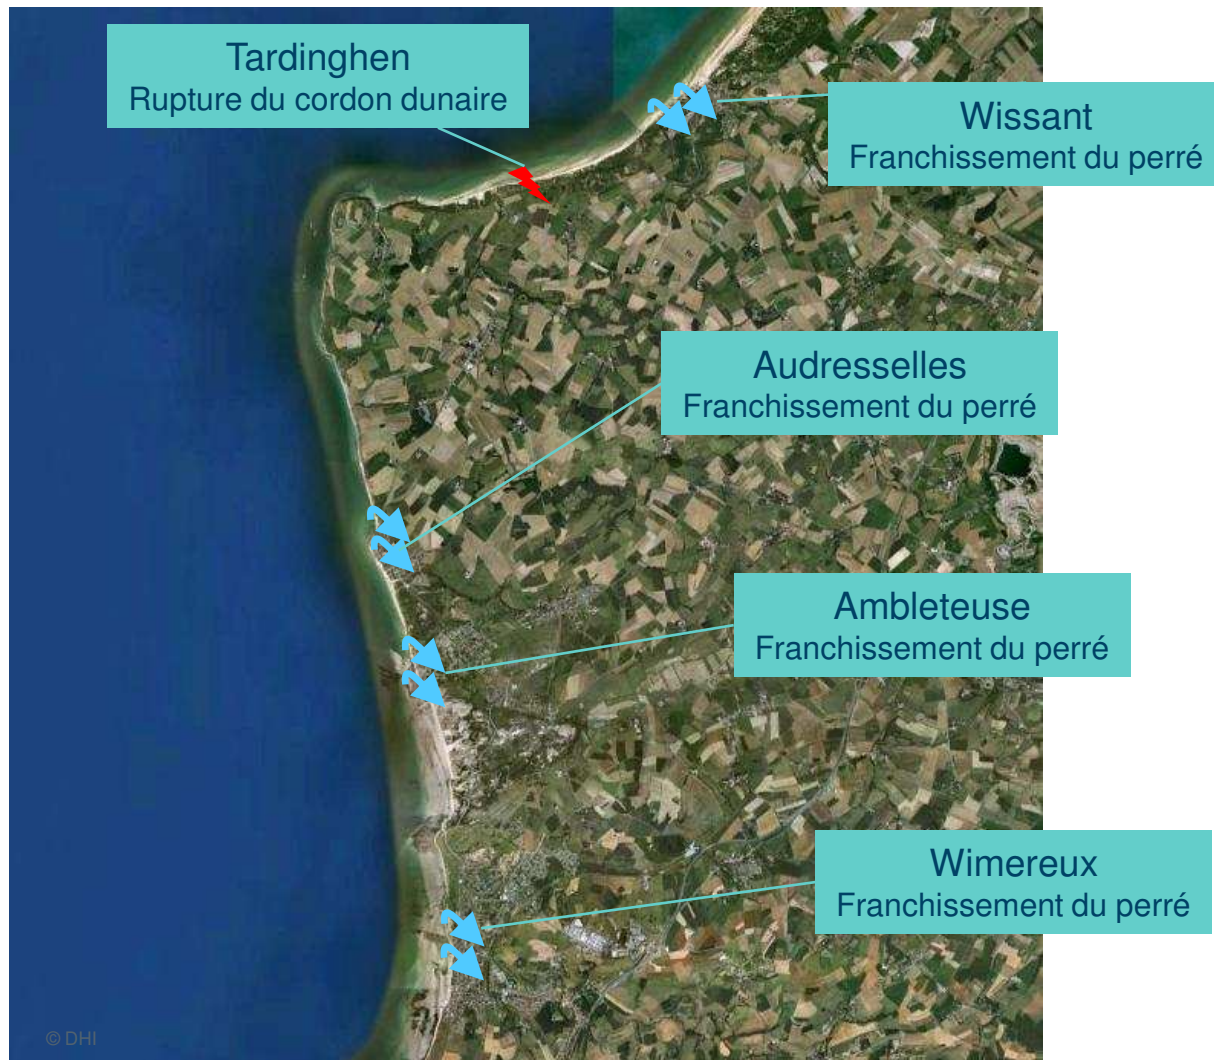 Tardinghen
Rupture du cordon dunaire
Wissant
Franchissement du perré
Audresselles
Franchissement du perré
Ambleteuse
Franchissement du perré
Wimereux
Franchissement du perré
© DHI